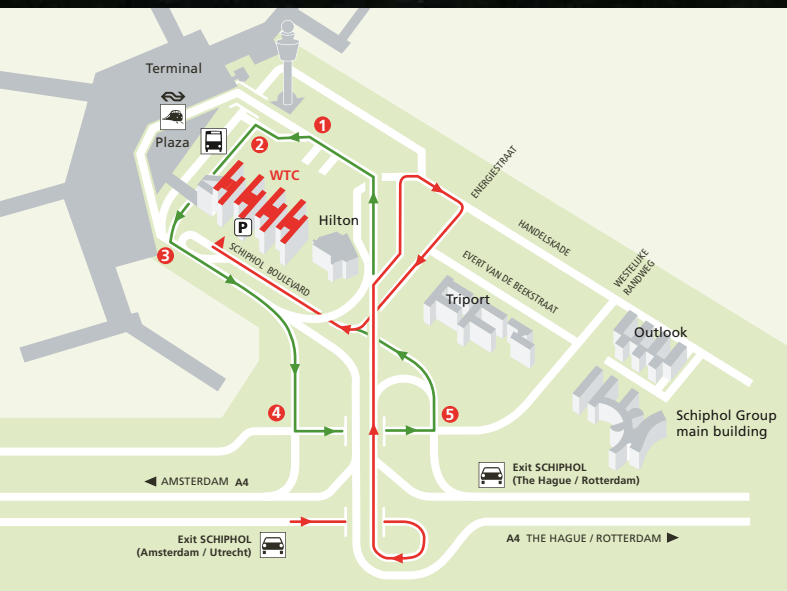 Terminal
Plaza
1
2
WTC
P
Hilton
3
SCHIPHOL BOULEVARD
ENERGIESTRAAT
HANDELSKADE
EVERT VAN DE BEEKSTRAAT
WESTELIJKE
RANDWEG
Triport
Outlook
4
5
Schiphol Group
main building
AMSTERDAM A4
Exit SCHIPHOL
(The Hague / Rotterdam)
Exit SCHIPHOL
(Amsterdam / Utrecht)
A4 THE HAGUE / ROTTERDAM